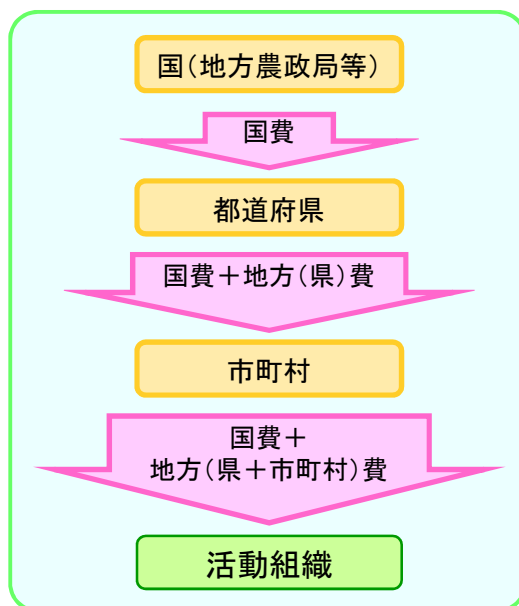 国（地方農政局等）
国費
都道府県
国費＋地方（県）費
市町村
国費＋
地方（県＋市町村）費
活動組織